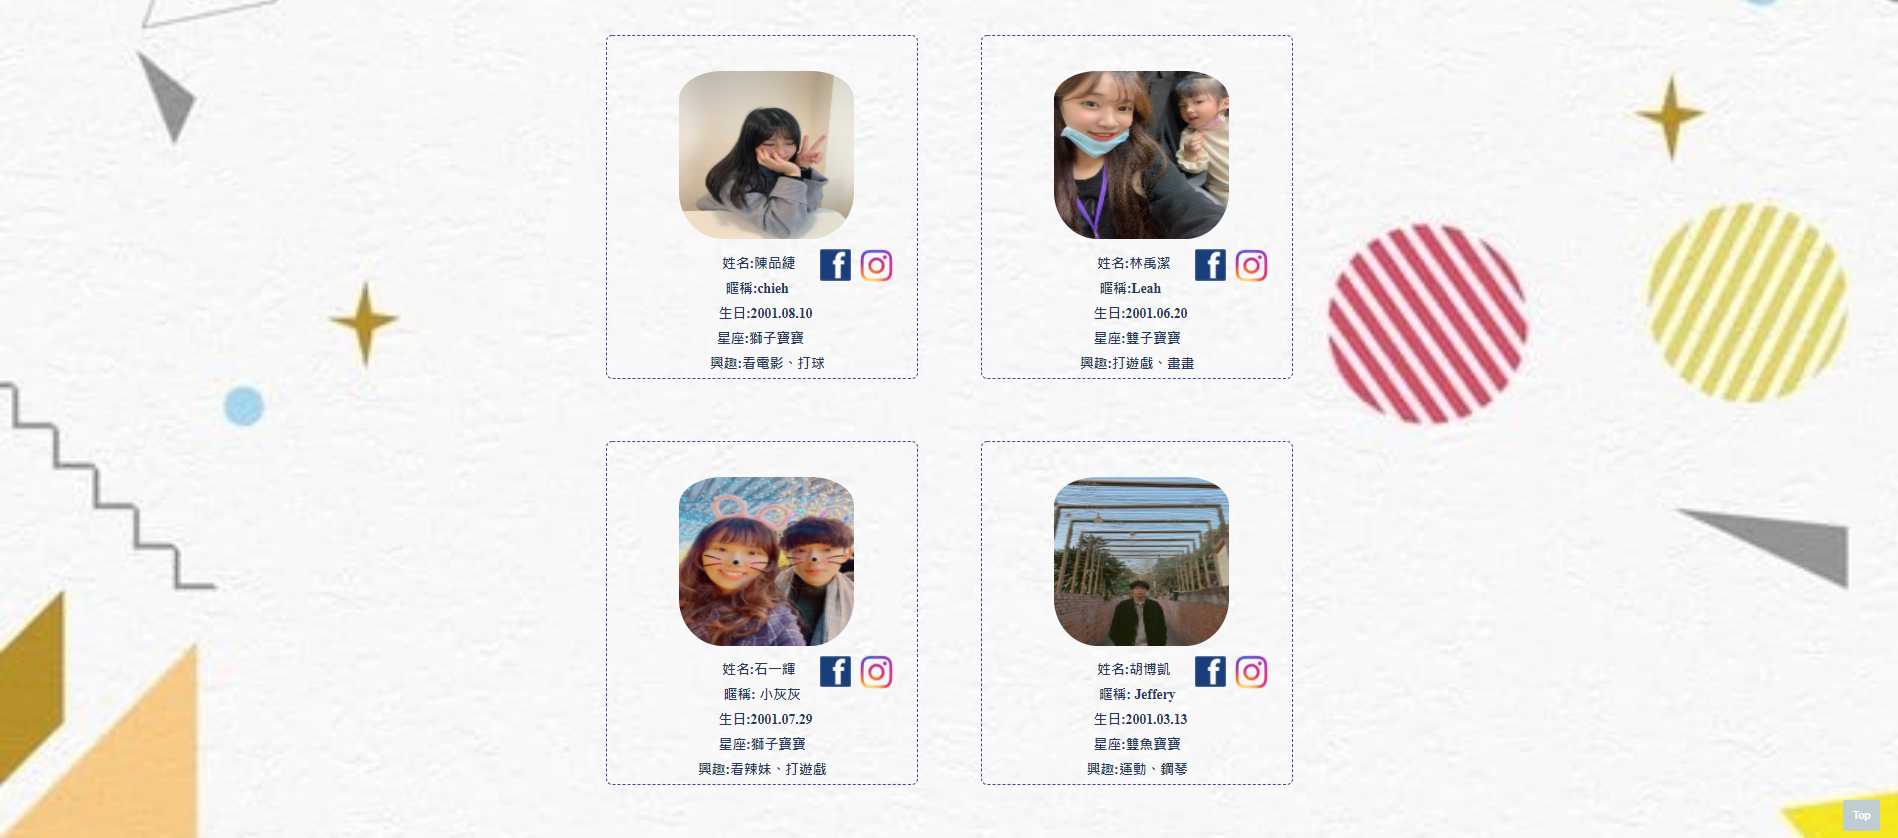 姓名:陳品緁
暱稱:chieh
生日:2001.08.10
星座:獅子寶寶
興趣:看電影、打球
姓名:林禹潔
暱稱:Leah
生日:2001.06.20
星座:雙子寶寶
興趣:打遊戲、畫畫
姓名:石一輝
暱稱: 小灰灰
生日:2001.07.29
星座:獅子寶寶
興趣:看辣妹、打遊戲
姓名:胡博凱
暱稱: Jeffery
生日:2001.03.13
星座:雙魚寶寶
興趣:運動、鋼琴
Top